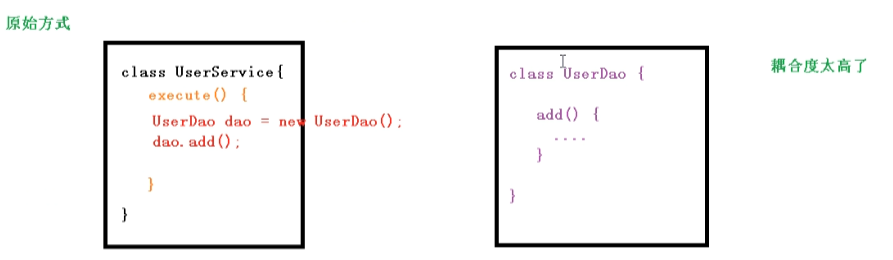 原始方式
class UserService{
execute() {
UserDao dao = new UserDao();
dao.add();
}
}
class UserDao {
add() {
....
}
}
耦合度太高了